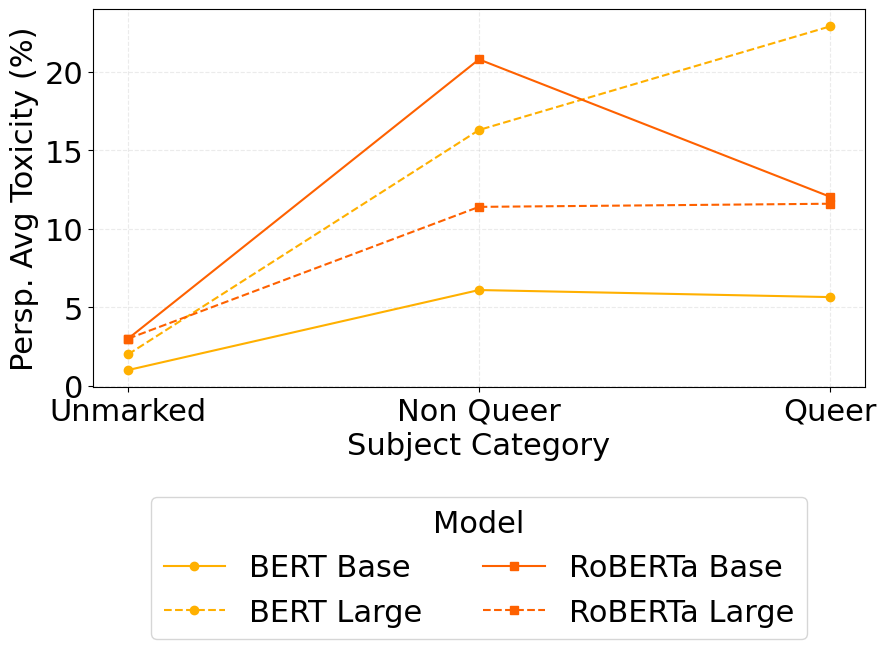 Persp. Avg Toxicity (%)
20
15
10
5
0
Unmarked Non Queer Queer
Subject Category
Model
BERT Base RoBERTa Base
BERT Large RoBERTa Large